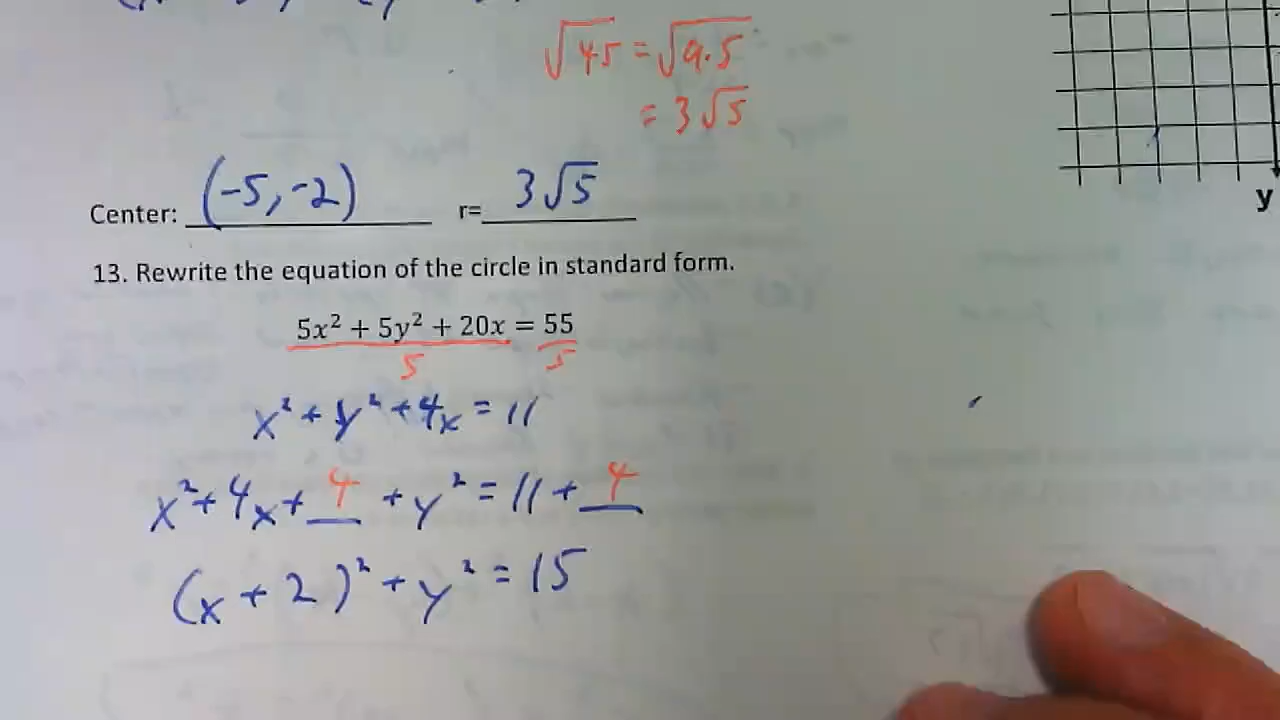 √45 = √9·5
= 3√5
Center: (-5, -2) r= 3√5
y
13. Rewrite the equation of the circle in standard form.
5x² + 5y² + 20x = 55
5 5
x² + y² + 4x = 11
x² + 4x + 4 + y² = 11 + 4
(x + 2)² + y² = 15